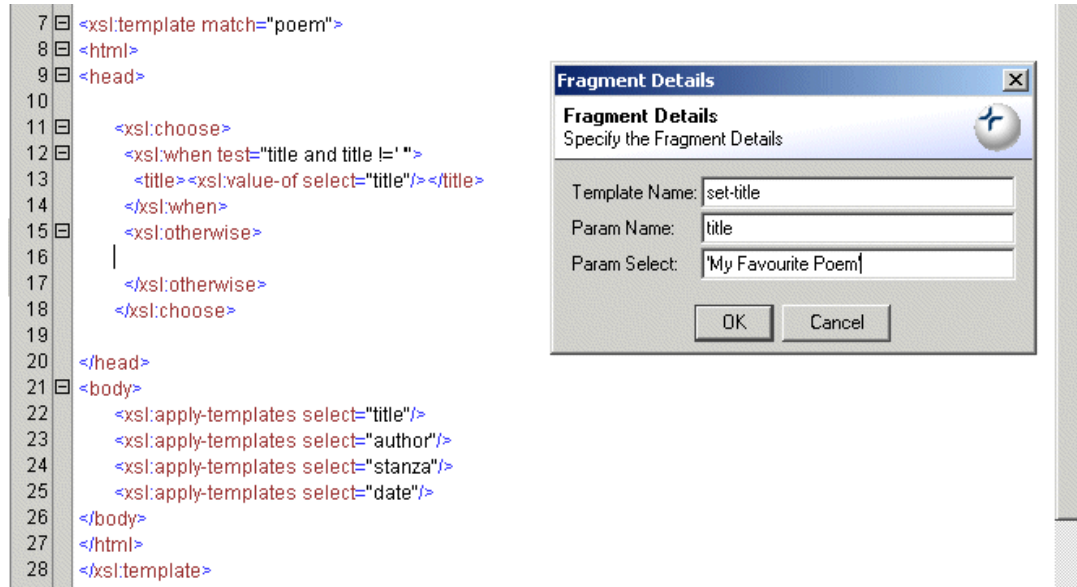 7 <xsl:template match="poem">
8 <html>
9 <head>
10
11 <xsl:choose>
12 <xsl:when test="title and title !=' '">
13 <title><xsl:value-of select="title"/></title>
14 </xsl:when>
15 <xsl:otherwise>
16
17 </xsl:otherwise>
18 </xsl:choose>
19
20 </head>
21 <body>
22 <xsl:apply-templates select="title"/>
23 <xsl:apply-templates select="author"/>
24 <xsl:apply-templates select="stanza"/>
25 <xsl:apply-templates select="date"/>
26 </body>
27 </html>
28 </xsl:template>
Fragment Details
Fragment Details
Specify the Fragment Details
Template Name: set-title
Param Name: title
Param Select: 'My Favourite Poem'
OK Cancel